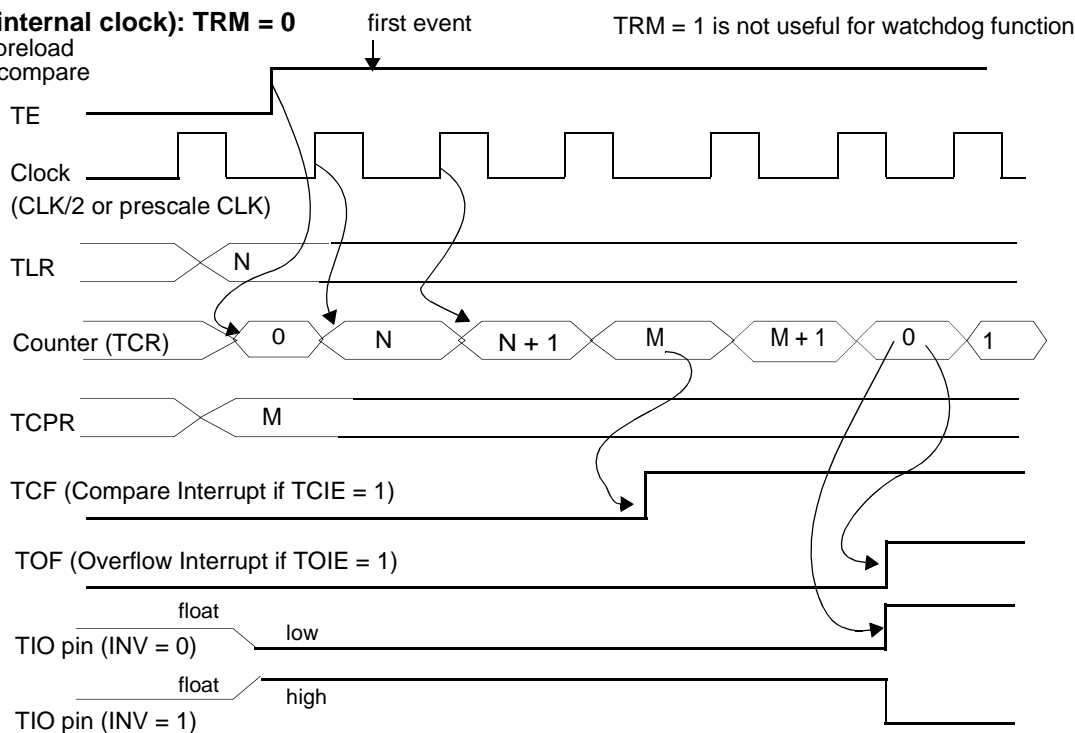 internal clock): TRM = 0
first event
TRM = 1 is not useful for watchdog function
compare
TE
Clock
(CLK/2 or prescale CLK)
TLR
N
Counter (TCR)
0
N
N + 1
M
M + 1
0
1
TCPR
M
TCF (Compare Interrupt if TCIE = 1)
TOF (Overflow Interrupt if TOIE = 1)
float
TIO pin (INV = 0)
low
float
TIO pin (INV = 1)
high